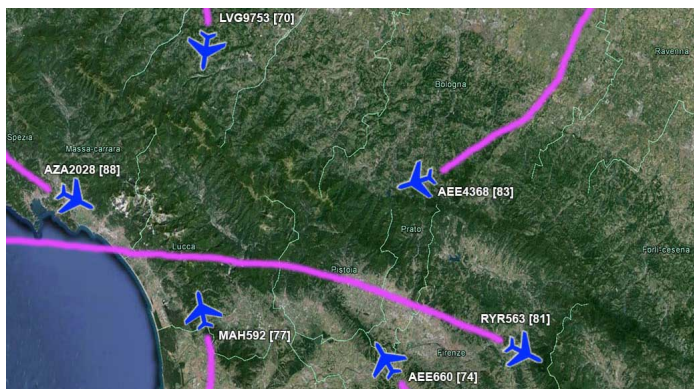 LVG9753 [70]
Ravenna
Bologna
Spezia
Massa-carrara
AZA2028 [88]
AEE4368 [83]
Prato
Lucca
Forlì-cesena
Pistoia
RYR563 [81]
MAH592 [77]
Firenze
AEE660 [74]